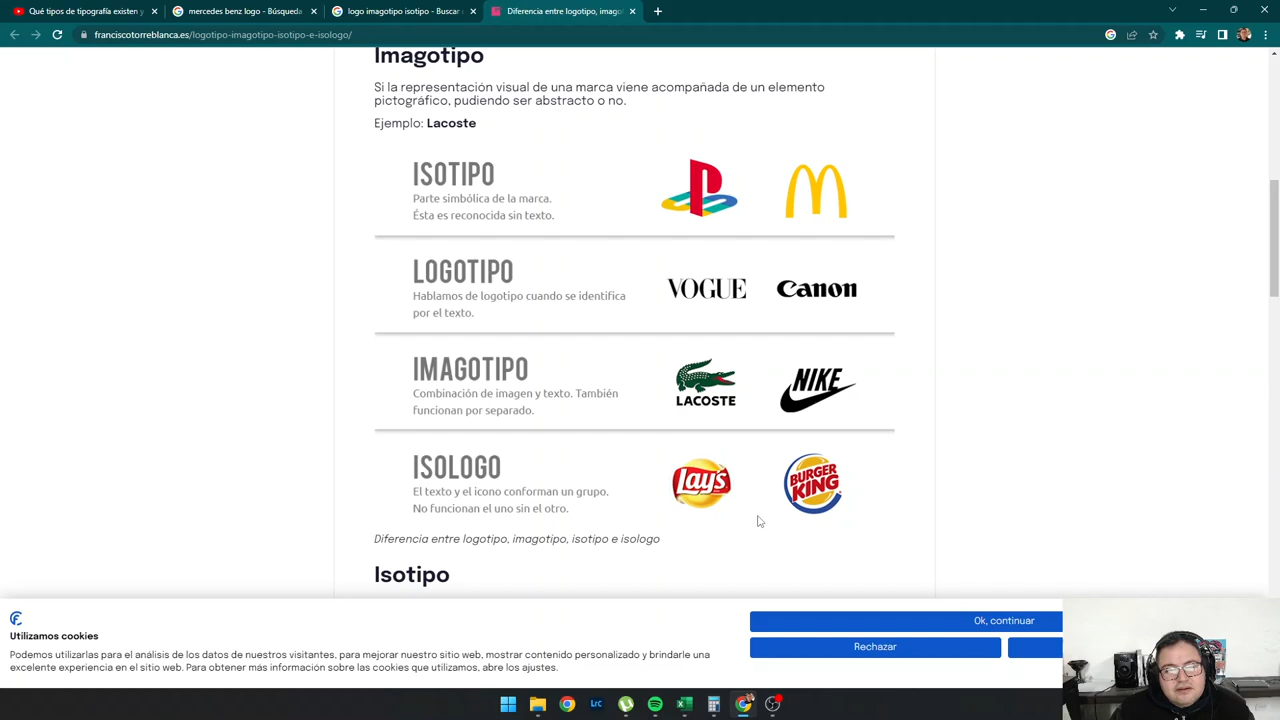 Qué tipos de tipografía existen y
mercedes benz logo - Búsqueda
logo imagotipo isotipo - Buscar c
Diferencia entre logotipo, imagot
franciscotorreblanca.es/logotipo-imagotipo-isotipo-e-isologo/
Imagotipo
Si la representación visual de una marca viene acompañada de un elemento
pictográfico, pudiendo ser abstracto o no.
Ejemplo: Lacoste
ISOTIPO
Parte simbólica de la marca.
Ésta es reconocida sin texto.
LOGOTIPO
Hablamos de logotipo cuando se identifica
por el texto.
VOGUE
Canon
IMAGOTIPO
Combinación de imagen y texto. También
funcionan por separado.
LACOSTE
NIKE
ISOLOGO
El texto y el icono conforman un grupo.
No funcionan el uno sin el otro.
Lay's
BURGER
KING
Diferencia entre logotipo, imagotipo, isotipo e isologo
Isotipo
Utilizamos cookies
Podemos utilizarlas para el análisis de los datos de nuestros visitantes, para mejorar nuestro sitio web, mostrar contenido personalizado y brindarle una
excelente experiencia en el sitio web. Para obtener más información sobre las cookies que utilizamos, abre los ajustes.
Ok, continuar
Rechazar
Lrc